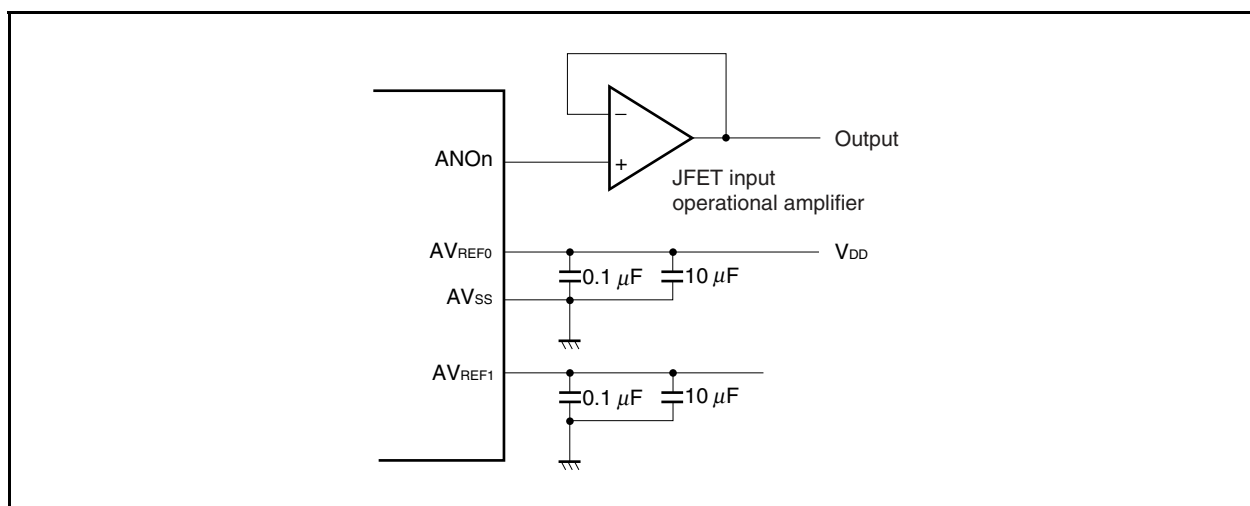 −
ANOn
+
Output
JFET input
operational amplifier
AVREF0
VDD
0.1 μF
10 μF
AVSS
AVREF1
0.1 μF
10 μF